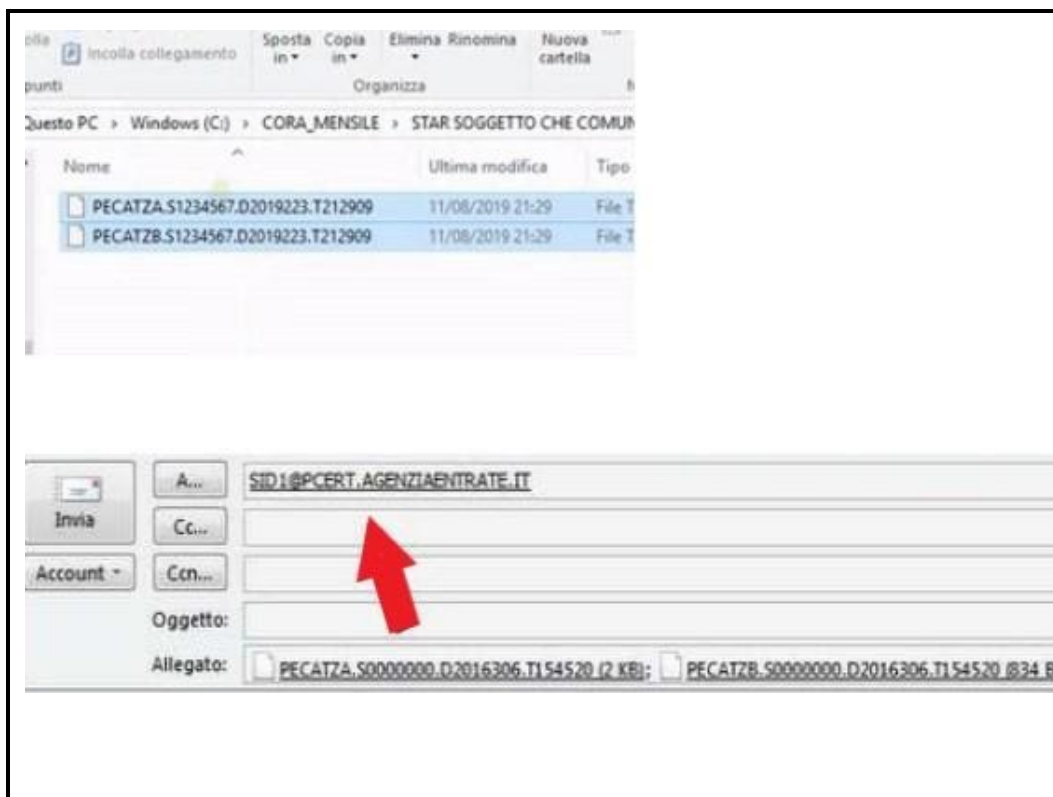 Incolla collegamento
Sposta in Copia in Elimina Rinomina Nuova cartella
Organizza
Questo PC > Windows (C:) > CORA_MENSILE > STAR SOGGETTO CHE COMUN
Nome Ultima modifica Tipo
PECATZA.S1234567.D2019223.T212909 11/08/2019 21:29 File T
PECATZB.S1234567.D2019223.T212909 11/08/2019 21:29 File T
A... SID1@PCERT.AGENZIAENTRATE.IT
Invia
Cc...
Account Ccn...
Oggetto:
Allegato: PECATZA.S0000000.D2016306.T154520 (2 KB); PECATZB.S0000000.D2016306.T154520 (834 B